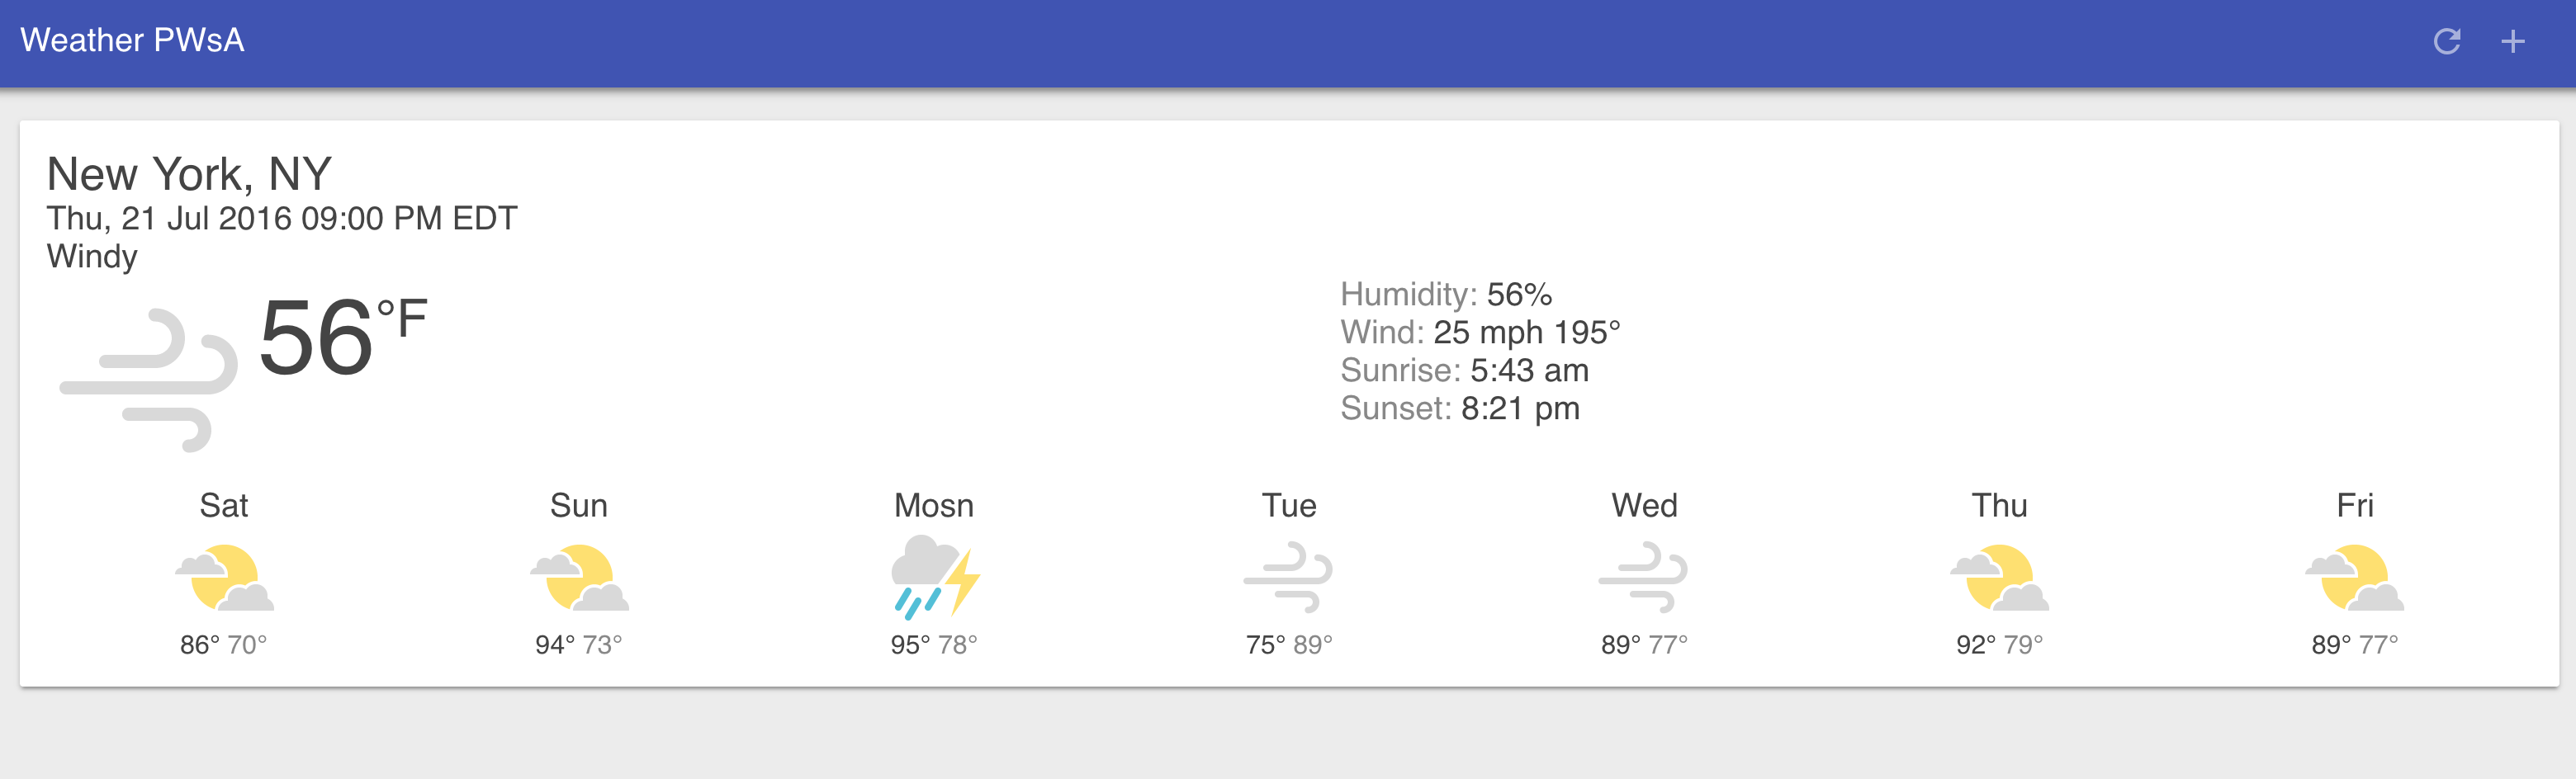 Weather PWsA
New York, NY
Thu, 21 Jul 2016 09:00 PM EDT
Windy
56°F
Humidity: 56%
Wind: 25 mph 195°
Sunrise: 5:43 am
Sunset: 8:21 pm
Sat Sun Mosn Tue Wed Thu Fri
86° 70° 94° 73° 95° 78° 75° 89° 89° 77° 92° 79° 89° 77°